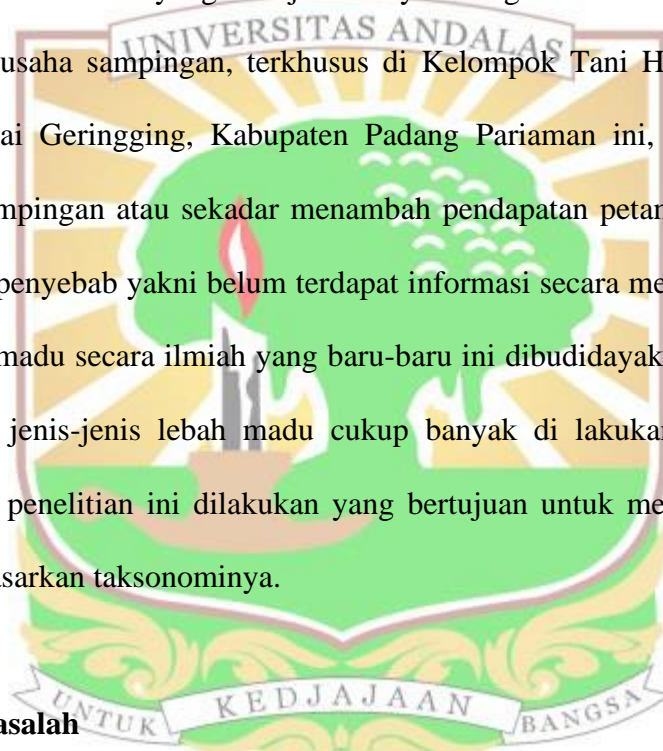 UNIVERSITAS ANDALAS
usaha sampingan, terkhusus di Kelompok Tani H
ai Geringging, Kabupaten Padang Pariaman ini,
mpingan atau sekadar menambah pendapatan petan
penyebab yakni belum terdapat informasi secara me
madu secara ilmiah yang baru-baru ini dibudidayak
jenis-jenis lebah madu cukup banyak di lakukan
penelitian ini dilakukan yang bertujuan untuk me
asarkan taksonominya.
UNTUK KEDJAJAAN BANGSA
asalah